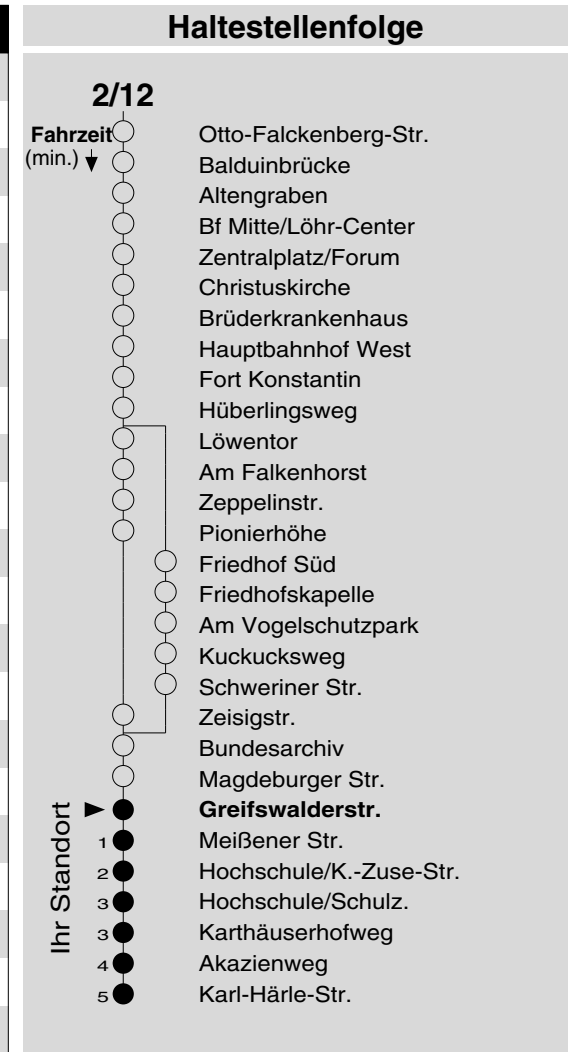 Haltestellenfolge
2/12
Fahrzeit Otto-Falckenberg-Str.
(min.) Balduinbrücke
Altengraben
Bf Mitte/Löhr-Center
Zentralplatz/Forum
Christuskirche
Brüderkrankenhaus
Hauptbahnhof West
Fort Konstantin
Hüberlingsweg
Löwentor
Am Falkenhorst
Zeppelinstr.
Pionierhöhe
Friedhof Süd
Friedhofskapelle
Am Vogelschutzpark
Kuckucksweg
Schweriner Str.
Zeisigstr.
Bundesarchiv
Magdeburger Str.
Ihr Standort
Greifswalderstr.
1 Meißener Str.
2 Hochschule/K.-Zuse-Str.
3 Hochschule/Schulz.
3 Karthäuserhofweg
4 Akazienweg
5 Karl-Härle-Str.